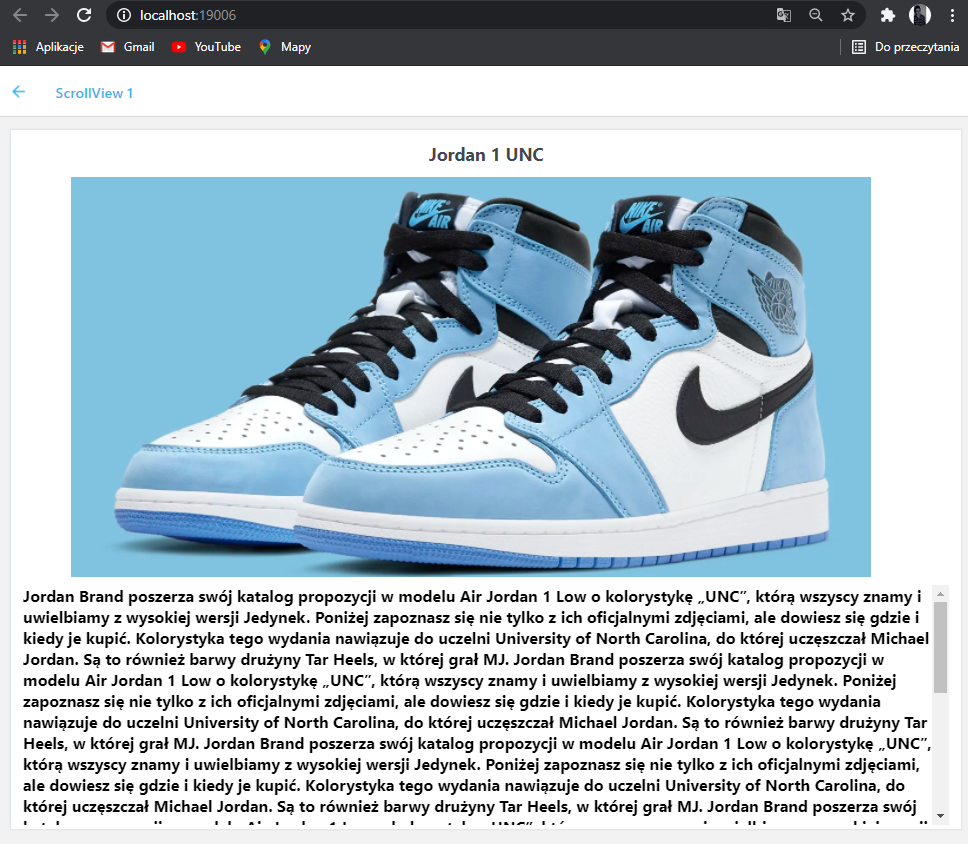 localhost:19006
Aplikacje
Gmail
YouTube
Mapy
Do przeczytania
ScrollView 1
Jordan 1 UNC
NIKE
AIR
NIKE
AIR
Jordan Brand poszerza swój katalog propozycji w modelu Air Jordan 1 Low o kolorystykę „UNC”, którą wszyscy znamy i
uwielbiamy z wysokiej wersji Jedynek. Poniżej zapoznasz się nie tylko z ich oficjalnymi zdjęciami, ale dowiesz się gdzie i
kiedy je kupić. Kolorystyka tego wydania nawiązuje do uczelni University of North Carolina, do której uczęszczał Michael
Jordan. Są to również barwy drużyny Tar Heels, w której grał MJ. Jordan Brand poszerza swój katalog propozycji w
modelu Air Jordan 1 Low o kolorystykę „UNC”, którą wszyscy znamy i uwielbiamy z wysokiej wersji Jedynek. Poniżej
zapoznasz się nie tylko z ich oficjalnymi zdjęciami, ale dowiesz się gdzie i kiedy je kupić. Kolorystyka tego wydania
nawiązuje do uczelni University of North Carolina, do której uczęszczał Michael Jordan. Są to również barwy drużyny Tar
Heels, w której grał MJ. Jordan Brand poszerza swój katalog propozycji w modelu Air Jordan 1 Low o kolorystykę „UNC”,
którą wszyscy znamy i uwielbiamy z wysokiej wersji Jedynek. Poniżej zapoznasz się nie tylko z ich oficjalnymi zdjęciami,
ale dowiesz się gdzie i kiedy je kupić. Kolorystyka tego wydania nawiązuje do uczelni University of North Carolina, do
której uczęszczał Michael Jordan. Są to również barwy drużyny Tar Heels, w której grał MJ. Jordan Brand poszerza swój